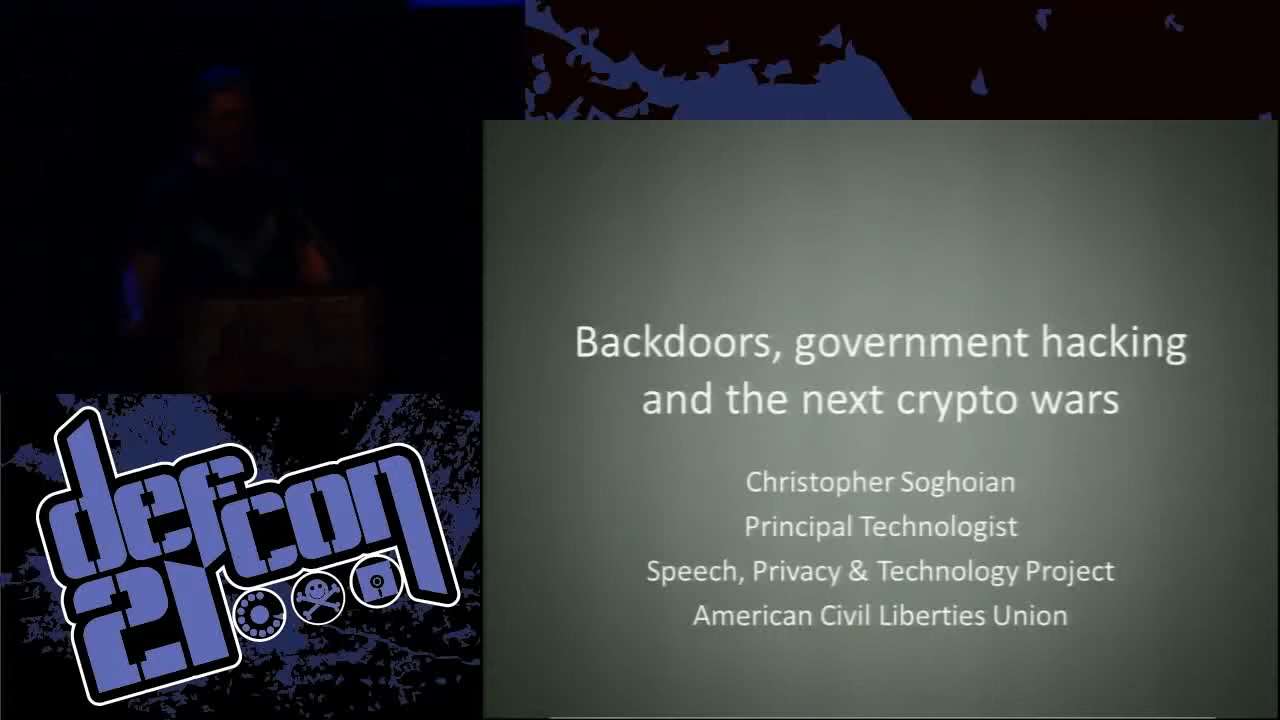 Backdoors, government hacking
and the next crypto wars
Christopher Soghoian
Principal Technologist
Speech, Privacy & Technology Project
American Civil Liberties Union
defcon
21